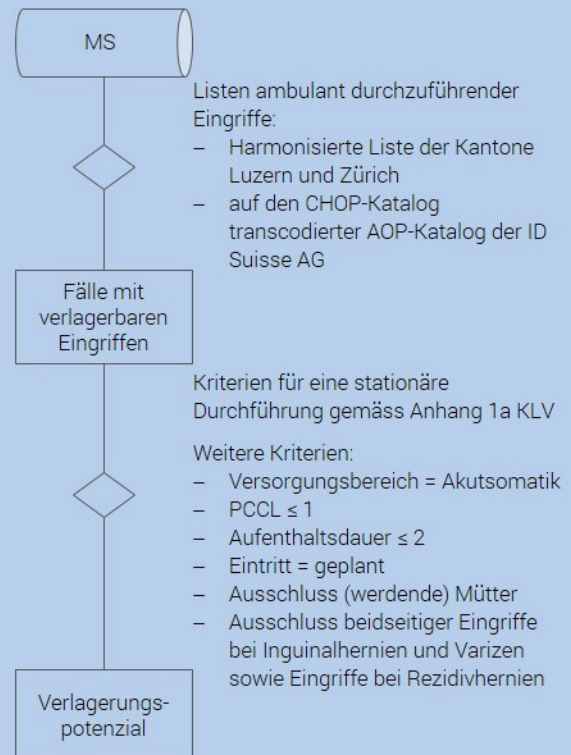 MS
Listen ambulant durchzuführender
Eingriffe:
– Harmonisierte Liste der Kantone
Luzern und Zürich
– auf den CHOP-Katalog
transcodierter AOP-Katalog der ID
Suisse AG
Fälle mit
verlagerbaren
Eingriffen
Kriterien für eine stationäre
Durchführung gemäss Anhang 1a KLV
Weitere Kriterien:
– Versorgungsbereich = Akutsomatik
– PCCL ≤ 1
– Aufenthaltsdauer ≤ 2
– Eintritt = geplant
– Ausschluss (werdende) Mütter
– Ausschluss beidseitiger Eingriffe
bei Inguinalhernien und Varizen
sowie Eingriffe bei Rezidivhernien
Verlagerungs-
potenzial